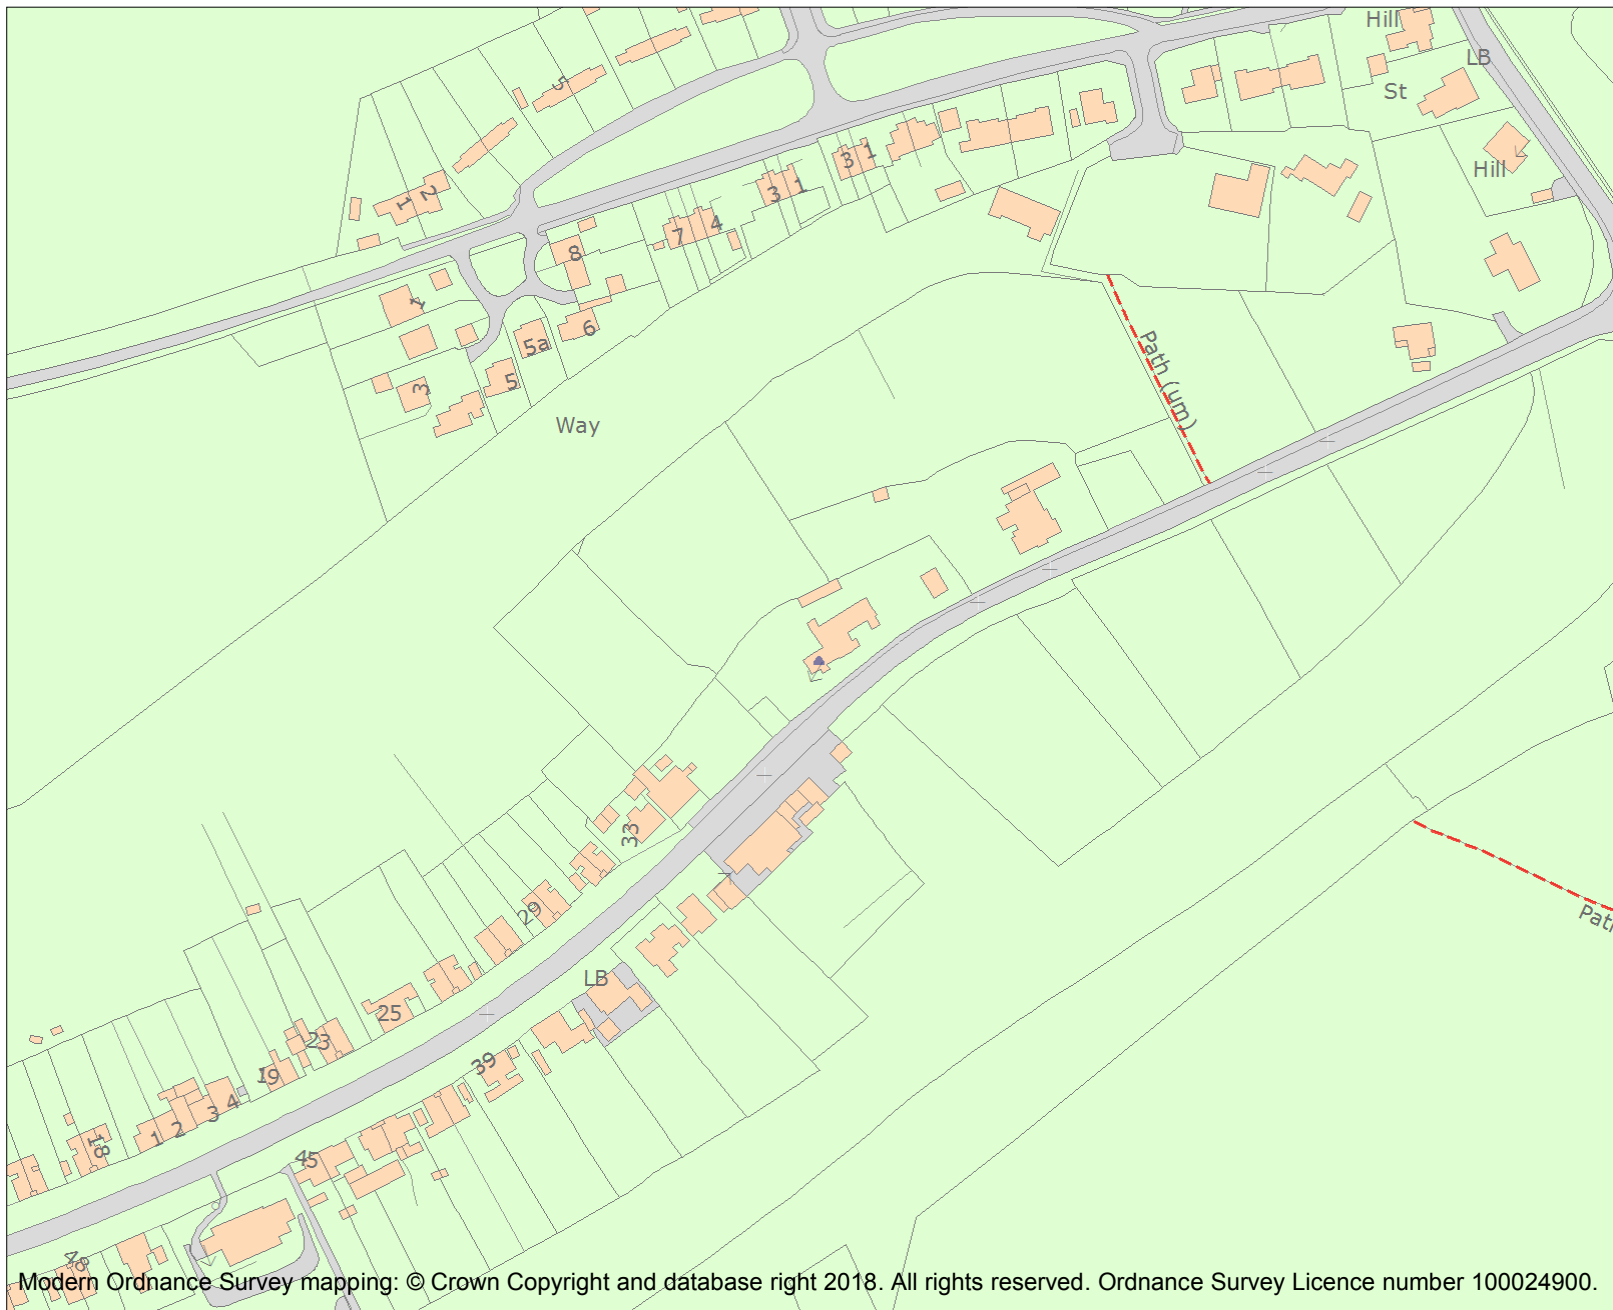 Hill
LB
St
5
Hill
3 1
3 1
1 2
7 4
8
1
Path (um)
6
5a
5
3
Way
33
29
Path
LB
25
23
39
19
3 4
1 2
18
45
48
Modern Ordnance Survey mapping: © Crown Copyright and database right 2018. All rights reserved. Ordnance Survey Licence number 100024900.